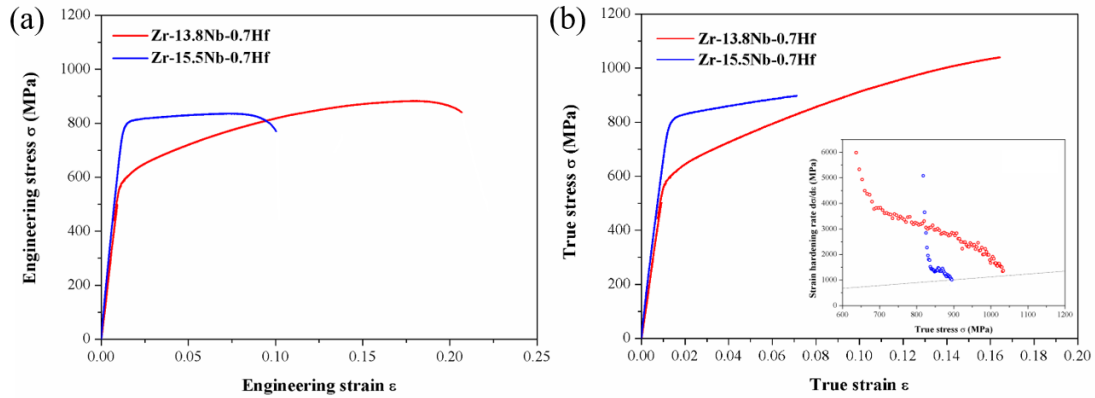 (a)
1200
1000
800
600
400
200
0
Engineering stress σ (MPa)
Zr-13.8Nb-0.7Hf
Zr-15.5Nb-0.7Hf
0.00 0.05 0.10 0.15 0.20 0.25
Engineering strain ε
(b)
1200
1000
800
600
400
200
0
True stress σ (MPa)
Zr-13.8Nb-0.7Hf
Zr-15.5Nb-0.7Hf
6000
5000
4000
3000
2000
1000
0
Strain hardening rate dσ/dε (MPa)
600 700 800 900 1000 1100 1200
True stress σ (MPa)
0.00 0.02 0.04 0.06 0.08 0.10 0.12 0.14 0.16 0.18 0.20
True strain ε